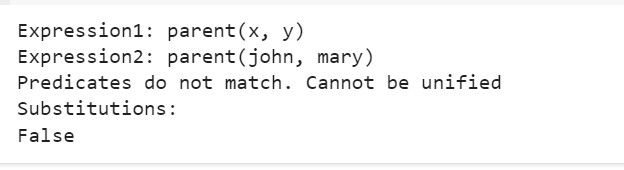 Expression1: parent(x, y)
Expression2: parent(john, mary)
Predicates do not match. Cannot be unified
Substitutions:
False